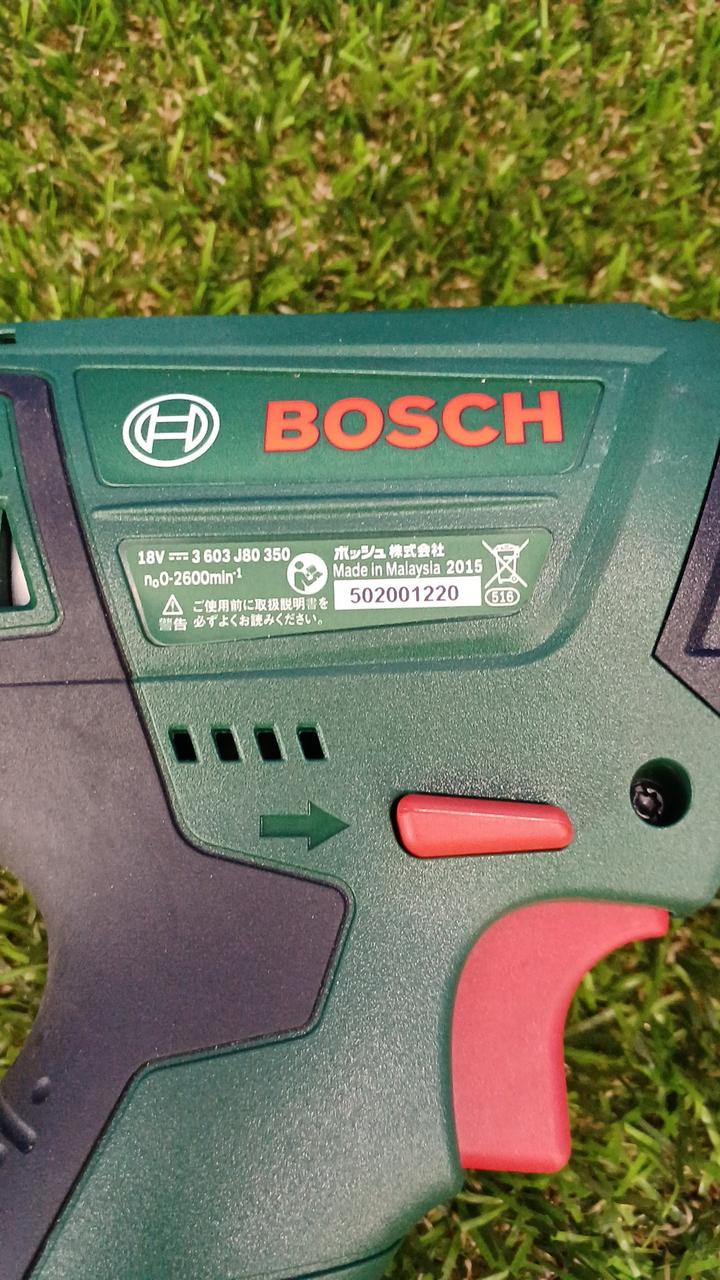 BOSCH
18V ⎓ 3 603 J80 350
n₀0-2600min⁻¹
警告
ご使用前に取扱説明書を
必ずよくお読みください。
ボッシュ株式会社
Made in Malaysia 2015
502001220
516